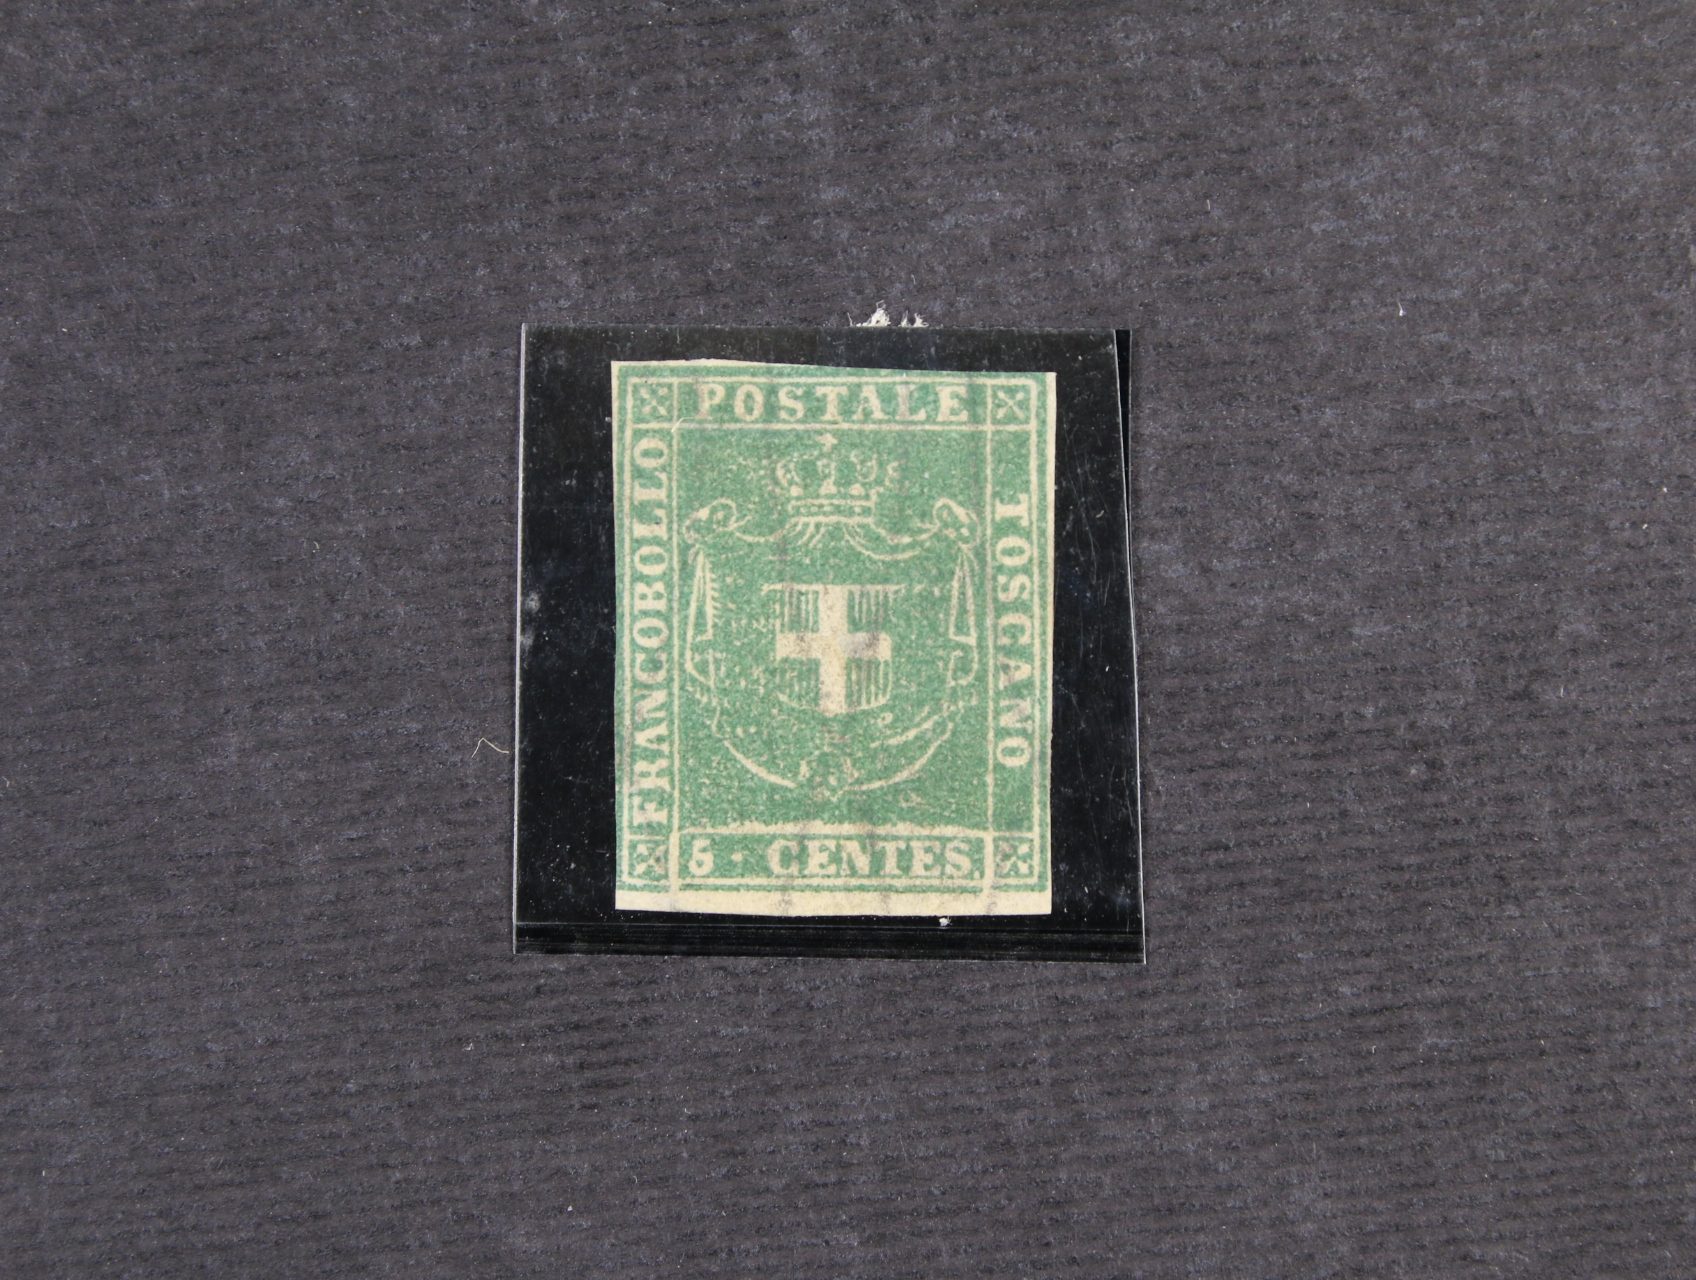 FRANCOBOLLO
POSTALE
TOSCANO
5 · CENTES.